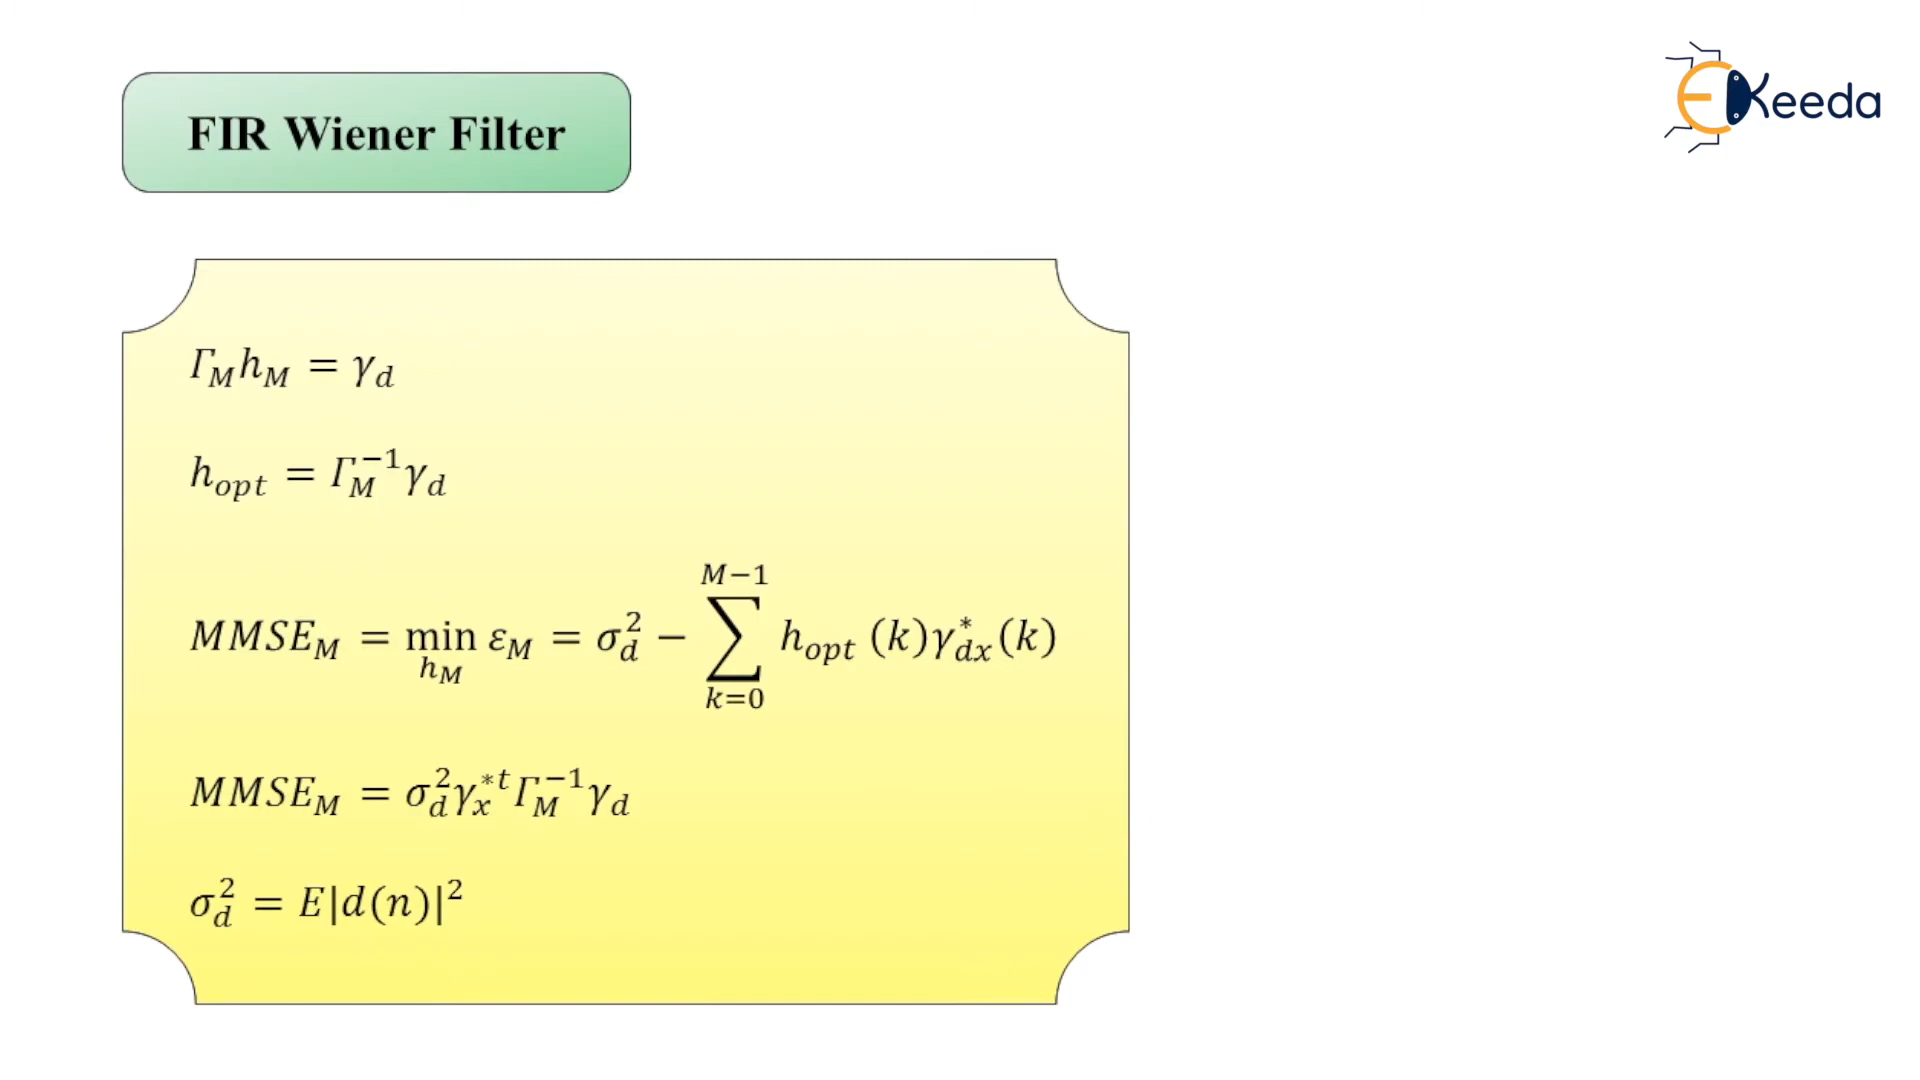 EKeeda
FIR Wiener Filter
Γ_M h_M = γ_d
h_opt = Γ_M^{-1} γ_d
MMSE_M = min_{h_M} ε_M = σ_d^2 − ∑_{k=0}^{M−1} h_opt (k)γ_{dx}^*(k)
MMSE_M = σ_d^2 γ_x^{*t} Γ_M^{-1} γ_d
σ_d^2 = E|d(n)|^2